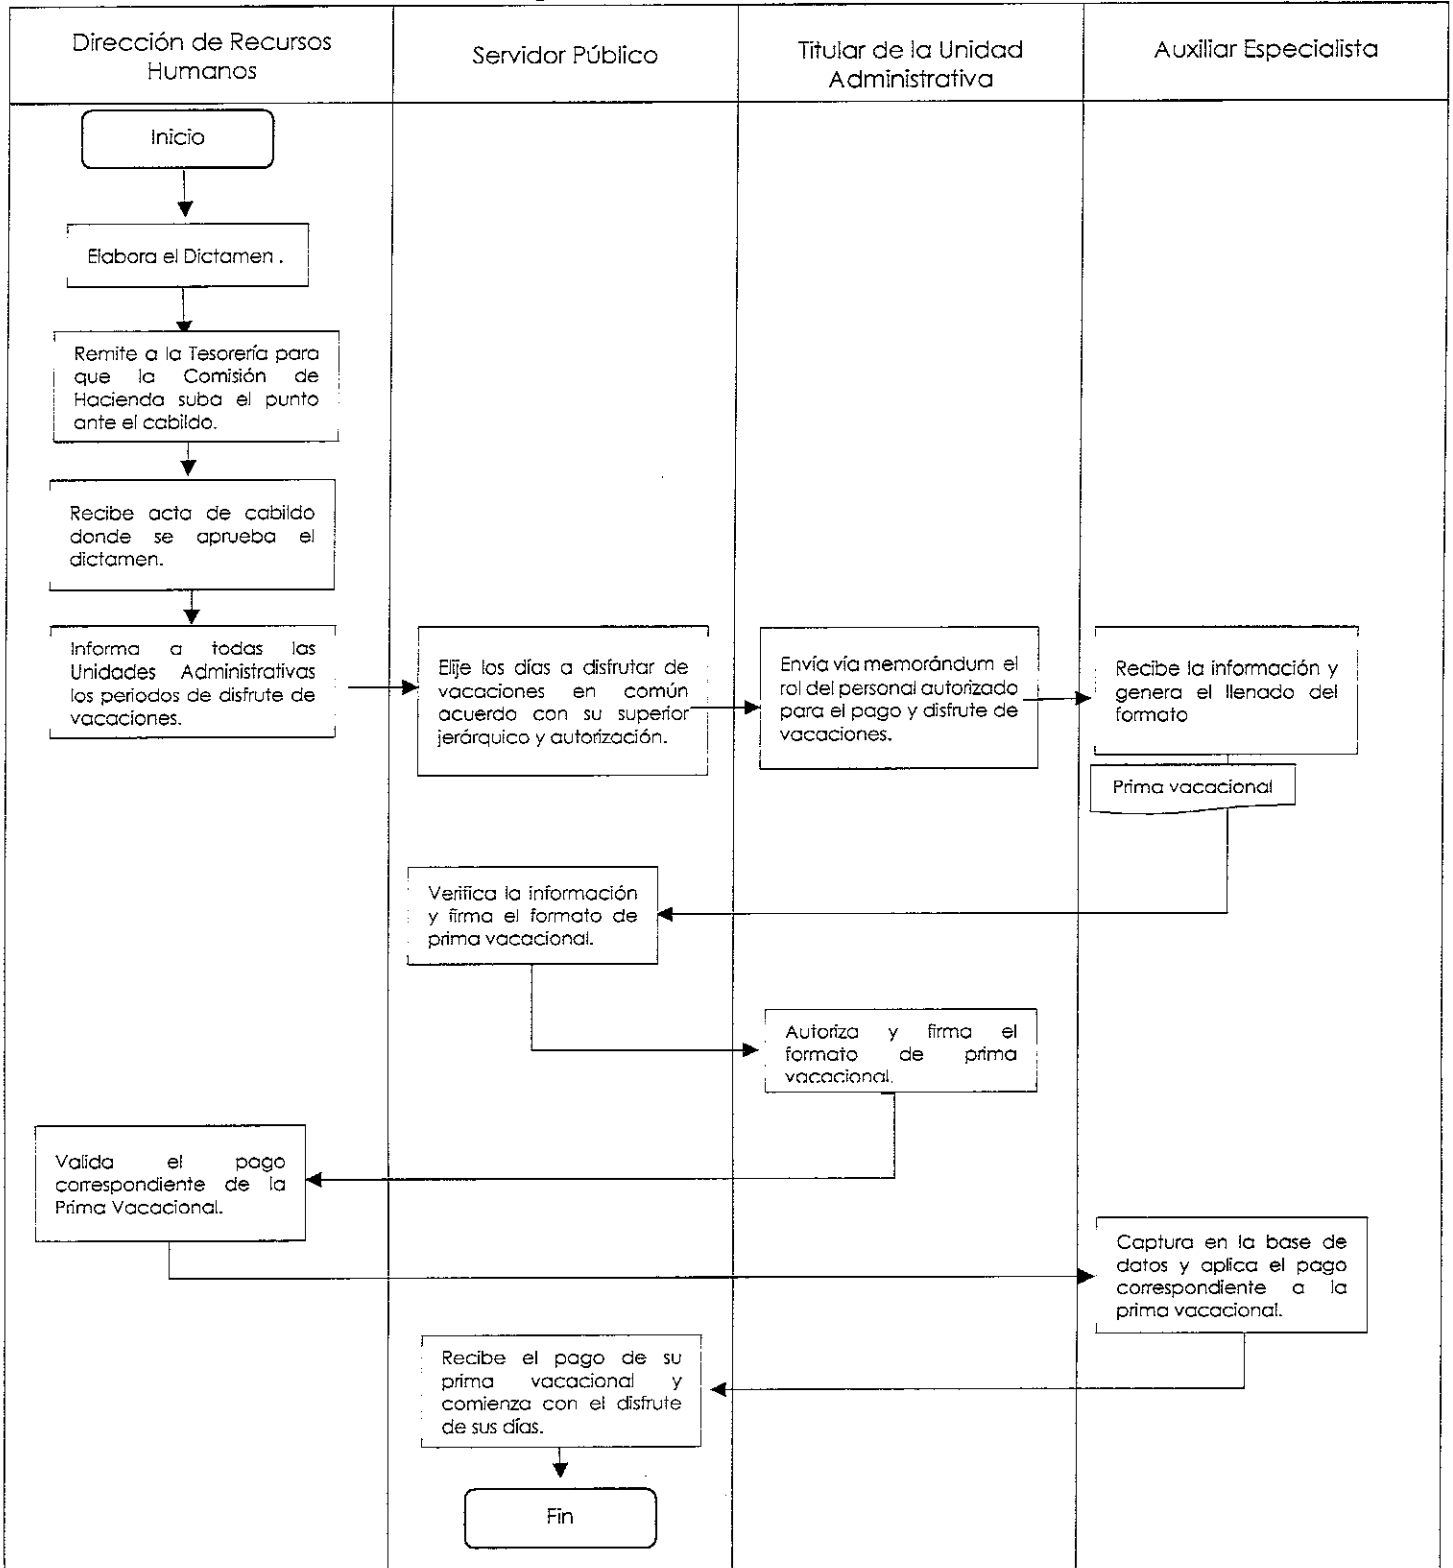 Dirección de Recursos
Humanos
Servidor Público
Titular de la Unidad
Administrativa
Auxiliar Especialista
Inicio
Elabora el Dictamen .
Remite a la Tesorería para
que la Comisión de
Hacienda suba el punto
ante el cabildo.
Recibe acta de cabildo
donde se aprueba el
dictamen.
Informa a todas las
Unidades Administrativas
los periodos de disfrute de
vacaciones.
Elije los días a disfrutar de
vacaciones en común
acuerdo con su superior
jerárquico y autorización.
Envía vía memorándum el
rol del personal autorizado
para el pago y disfrute de
vacaciones.
Recibe la información y
genera el llenado del
formato
Prima vacacional
Verifica la información
y firma el formato de
prima vacacional.
Autoriza y firma el
formato de prima
vacacional.
Valida el pago
correspondiente de la
Prima Vacacional.
Captura en la base de
datos y aplica el pago
correspondiente a la
prima vacacional.
Recibe el pago de su
prima vacacional y
comienza con el disfrute
de sus días.
Fin